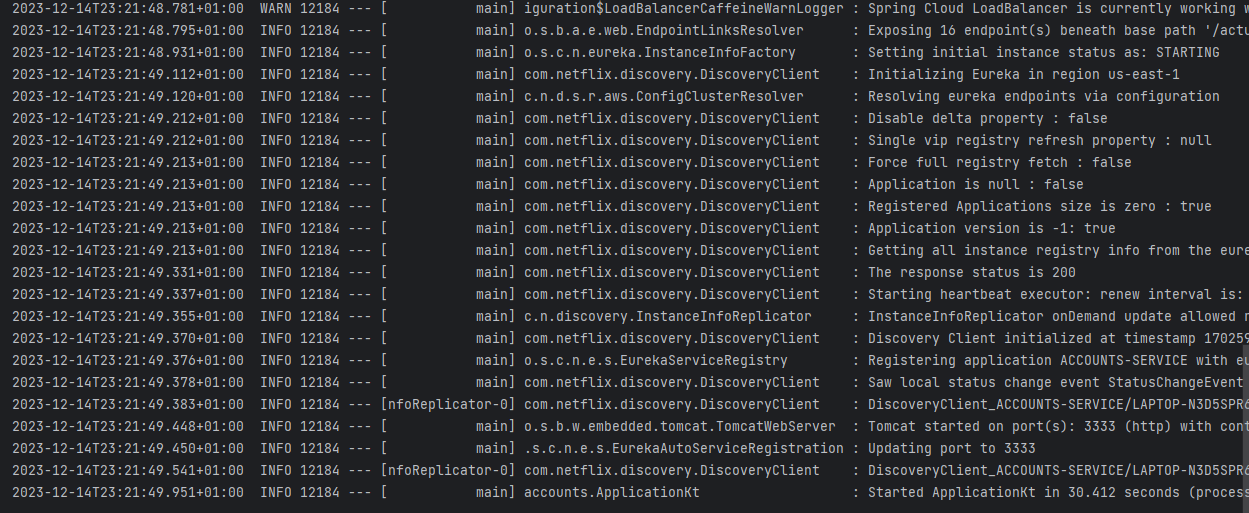 2023-12-14T23:21:48.781+01:00  WARN 12184 --- [           main] iguration$LoadBalancerCaffeineWarnLogger : Spring Cloud LoadBalancer is currently working w
2023-12-14T23:21:48.795+01:00  INFO 12184 --- [           main] o.s.b.a.e.web.EndpointLinksResolver      : Exposing 16 endpoint(s) beneath base path '/actu
2023-12-14T23:21:48.931+01:00  INFO 12184 --- [           main] o.s.c.n.eureka.InstanceInfoFactory       : Setting initial instance status as: STARTING
2023-12-14T23:21:49.112+01:00  INFO 12184 --- [           main] com.netflix.discovery.DiscoveryClient    : Initializing Eureka in region us-east-1
2023-12-14T23:21:49.120+01:00  INFO 12184 --- [           main] c.n.d.s.r.aws.ConfigClusterResolver      : Resolving eureka endpoints via configuration
2023-12-14T23:21:49.212+01:00  INFO 12184 --- [           main] com.netflix.discovery.DiscoveryClient    : Disable delta property : false
2023-12-14T23:21:49.212+01:00  INFO 12184 --- [           main] com.netflix.discovery.DiscoveryClient    : Single vip registry refresh property : null
2023-12-14T23:21:49.213+01:00  INFO 12184 --- [           main] com.netflix.discovery.DiscoveryClient    : Force full registry fetch : false
2023-12-14T23:21:49.213+01:00  INFO 12184 --- [           main] com.netflix.discovery.DiscoveryClient    : Application is null : false
2023-12-14T23:21:49.213+01:00  INFO 12184 --- [           main] com.netflix.discovery.DiscoveryClient    : Registered Applications size is zero : true
2023-12-14T23:21:49.213+01:00  INFO 12184 --- [           main] com.netflix.discovery.DiscoveryClient    : Application version is -1: true
2023-12-14T23:21:49.213+01:00  INFO 12184 --- [           main] com.netflix.discovery.DiscoveryClient    : Getting all instance registry info from the eure
2023-12-14T23:21:49.331+01:00  INFO 12184 --- [           main] com.netflix.discovery.DiscoveryClient    : The response status is 200
2023-12-14T23:21:49.337+01:00  INFO 12184 --- [           main] com.netflix.discovery.DiscoveryClient    : Starting heartbeat executor: renew interval is:
2023-12-14T23:21:49.355+01:00  INFO 12184 --- [           main] c.n.discovery.InstanceInfoReplicator     : InstanceInfoReplicator onDemand update allowed r
2023-12-14T23:21:49.370+01:00  INFO 12184 --- [           main] com.netflix.discovery.DiscoveryClient    : Discovery Client initialized at timestamp 170259
2023-12-14T23:21:49.376+01:00  INFO 12184 --- [           main] o.s.c.n.e.s.EurekaServiceRegistry        : Registering application ACCOUNTS-SERVICE with eu
2023-12-14T23:21:49.378+01:00  INFO 12184 --- [           main] com.netflix.discovery.DiscoveryClient    : Saw local status change event StatusChangeEvent
2023-12-14T23:21:49.383+01:00  INFO 12184 --- [nfoReplicator-0] com.netflix.discovery.DiscoveryClient    : DiscoveryClient_ACCOUNTS-SERVICE/LAPTOP-N3D5SPR6
2023-12-14T23:21:49.448+01:00  INFO 12184 --- [           main] o.s.b.w.embedded.tomcat.TomcatWebServer  : Tomcat started on port(s): 3333 (http) with cont
2023-12-14T23:21:49.450+01:00  INFO 12184 --- [           main] .s.c.n.e.s.EurekaAutoServiceRegistration : Updating port to 3333
2023-12-14T23:21:49.541+01:00  INFO 12184 --- [nfoReplicator-0] com.netflix.discovery.DiscoveryClient    : DiscoveryClient_ACCOUNTS-SERVICE/LAPTOP-N3D5SPR6
2023-12-14T23:21:49.951+01:00  INFO 12184 --- [           main] accounts.ApplicationKt                   : Started ApplicationKt in 30.412 seconds (process